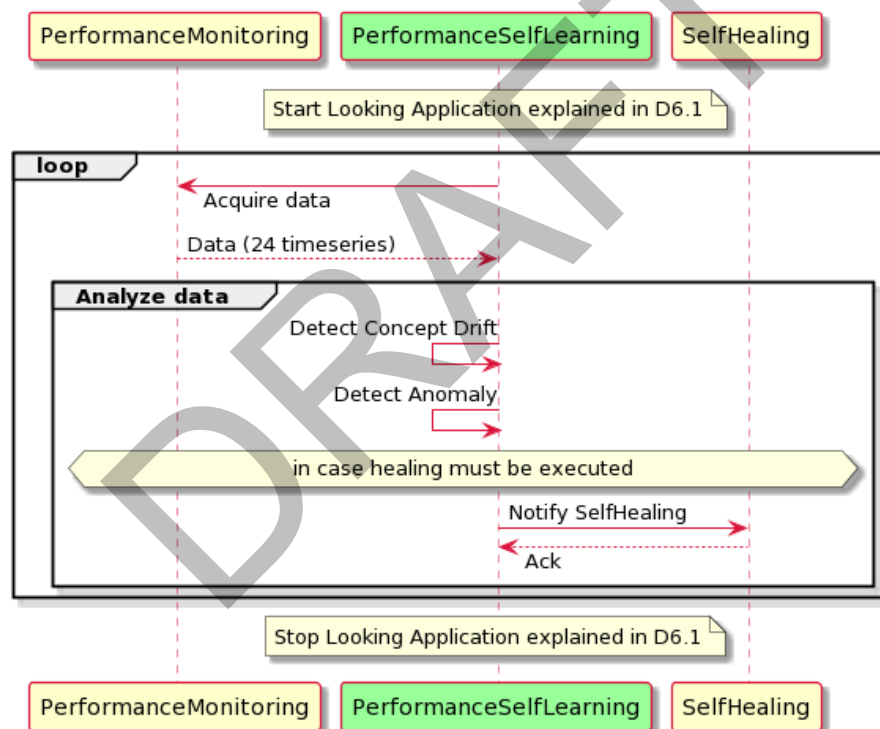 PerformanceMonitoring PerformanceSelfLearning SelfHealing
Start Looking Application explained in D6.1
loop
Acquire data
Data (24 timeseries)
Analyze data
Detect Concept Drift
Detect Anomaly
in case healing must be executed
Notify SelfHealing
Ack
Stop Looking Application explained in D6.1
PerformanceMonitoring PerformanceSelfLearning SelfHealing
DRAFT